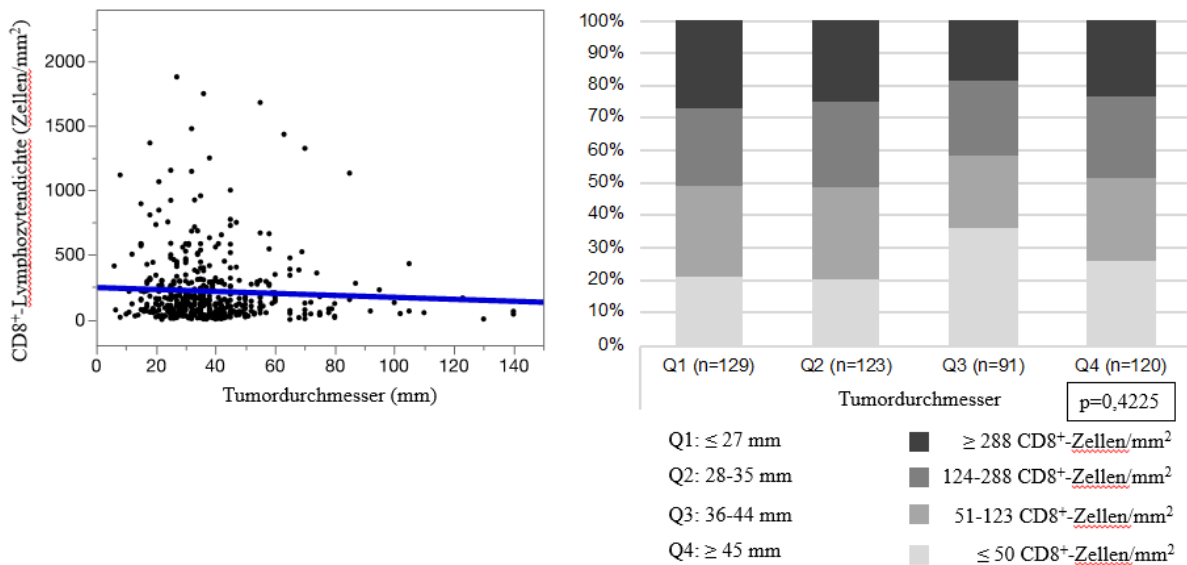 CD8⁺-Lymphozytendichte (Zellen/mm²)
2000
1500
1000
500
0
0 20 40 60 80 100 120 140
Tumordurchmesser (mm)
100%
90%
80%
70%
60%
50%
40%
30%
20%
10%
0%
Q1 (n=129) Q2 (n=123) Q3 (n=91) Q4 (n=120)
Tumordurchmesser
p=0,4225
Q1: ≤ 27 mm
Q2: 28-35 mm
Q3: 36-44 mm
Q4: ≥ 45 mm
≥ 288 CD8⁺-Zellen/mm²
124-288 CD8⁺-Zellen/mm²
51-123 CD8⁺-Zellen/mm²
≤ 50 CD8⁺-Zellen/mm²